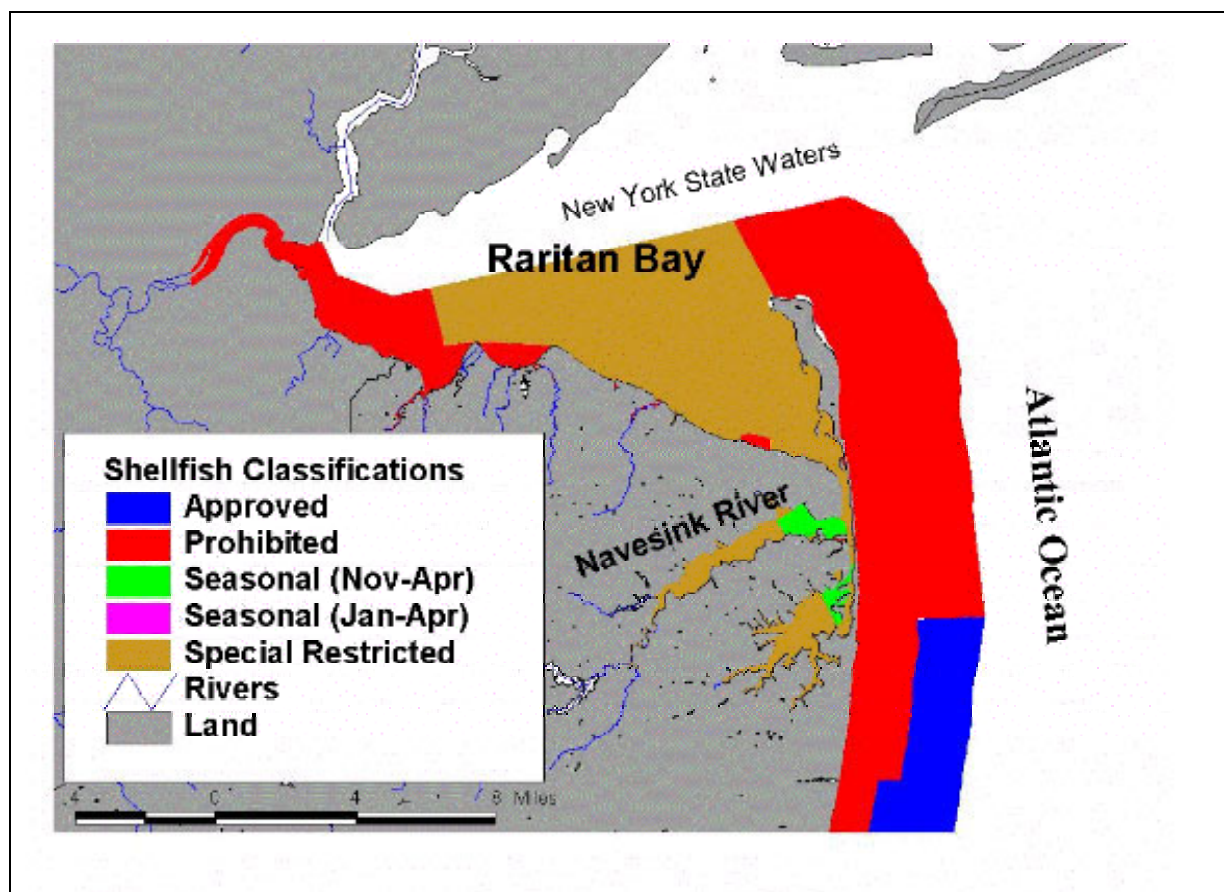 New York State Waters
Raritan Bay
Atlantic Ocean
Navesink River
Shellfish Classifications
Approved
Prohibited
Seasonal (Nov-Apr)
Seasonal (Jan-Apr)
Special Restricted
Rivers
Land
4 0 4 8 Miles